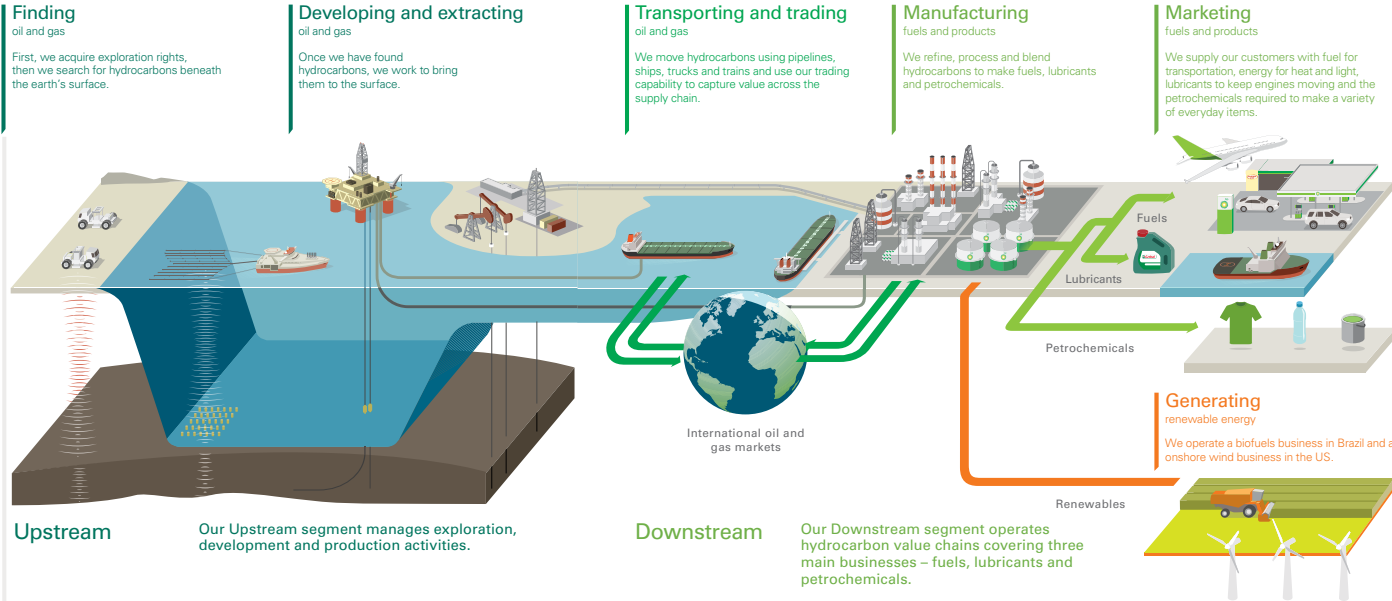 Finding
oil and gas
First, we acquire exploration rights,
then we search for hydrocarbons beneath
the earth's surface.
Developing and extracting
oil and gas
Once we have found
hydrocarbons, we work to bring
them to the surface.
Transporting and trading
oil and gas
We move hydrocarbons using pipelines,
ships, trucks and trains and use our trading
capability to capture value across the
supply chain.
Manufacturing
fuels and products
We refine, process and blend
hydrocarbons to make fuels, lubricants
and petrochemicals.
Marketing
fuels and products
We supply our customers with fuel for
transportation, energy for heat and light,
lubricants to keep engines moving and the
petrochemicals required to make a variety
of everyday items.
Fuels
Lubricants
Castrol
Petrochemicals
International oil and
gas markets
Generating
renewable energy
We operate a biofuels business in Brazil and a
onshore wind business in the US.
Renewables
Upstream
Our Upstream segment manages exploration,
development and production activities.
Downstream
Our Downstream segment operates
hydrocarbon value chains covering three
main businesses – fuels, lubricants and
petrochemicals.